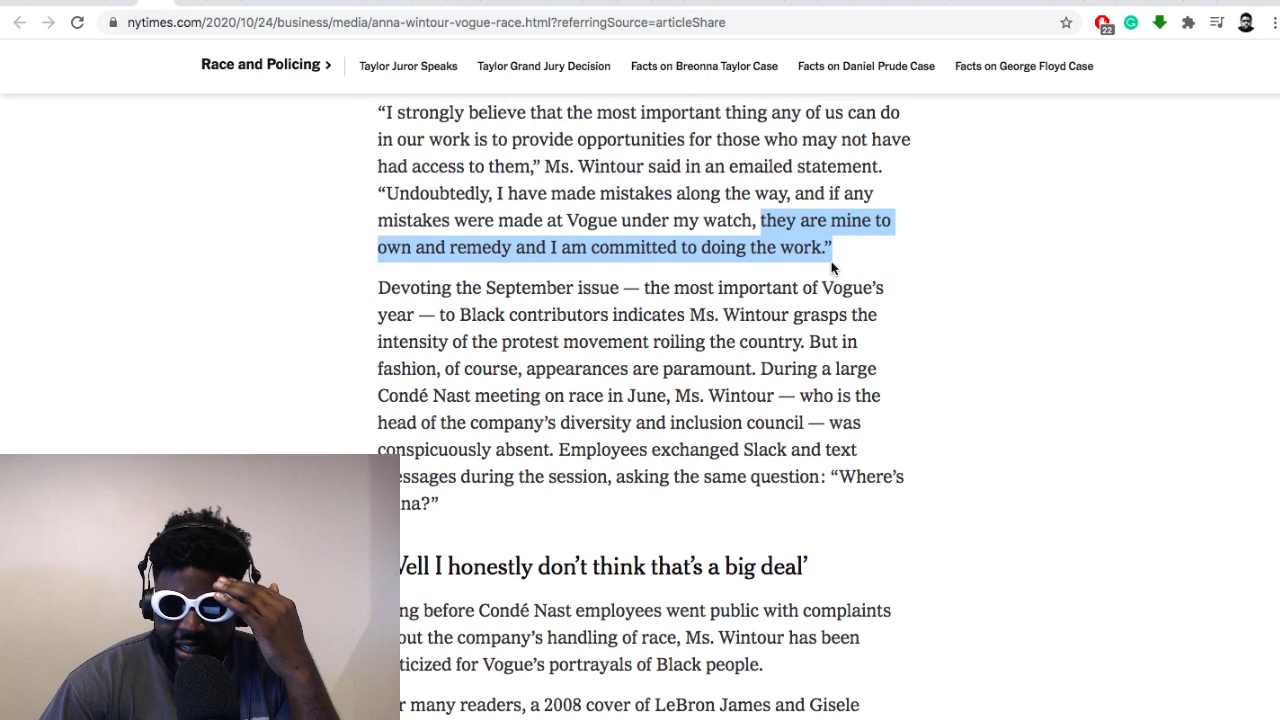 nytimes.com/2020/10/24/business/media/anna-wintour-vogue-race.html?referringSource=articleShare
22
Race and Policing
Taylor Juror Speaks
Taylor Grand Jury Decision
Facts on Breonna Taylor Case
Facts on Daniel Prude Case
Facts on George Floyd Case
“I strongly believe that the most important thing any of us can do
in our work is to provide opportunities for those who may not have
had access to them,” Ms. Wintour said in an emailed statement.
“Undoubtedly, I have made mistakes along the way, and if any
mistakes were made at Vogue under my watch, they are mine to
own and remedy and I am committed to doing the work.”
Devoting the September issue — the most important of Vogue’s
year — to Black contributors indicates Ms. Wintour grasps the
intensity of the protest movement roiling the country. But in
fashion, of course, appearances are paramount. During a large
Condé Nast meeting on race in June, Ms. Wintour — who is the
head of the company’s diversity and inclusion council — was
conspicuously absent. Employees exchanged Slack and text
essages during the session, asking the same question: “Where’s
na?”
Well I honestly don’t think that’s a big deal’
ng before Condé Nast employees went public with complaints
out the company’s handling of race, Ms. Wintour has been
ticized for Vogue’s portrayals of Black people.
r many readers, a 2008 cover of LeBron James and Gisele